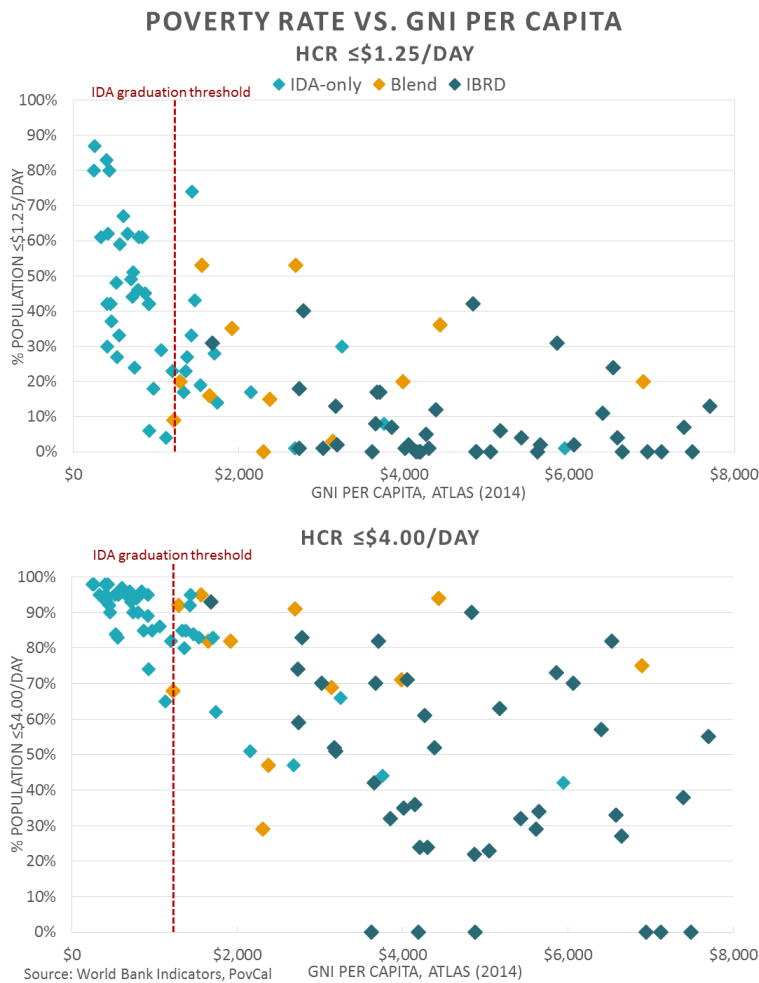 POVERTY RATE VS. GNI PER CAPITA
HCR ≤$1.25/DAY
IDA graduation threshold
IDA-only Blend IBRD
% POPULATION ≤$1.25/DAY
100%
90%
80%
70%
60%
50%
40%
30%
20%
10%
0%
$0 $2,000 $4,000 $6,000 $8,000
GNI PER CAPITA, ATLAS (2014)
HCR ≤$4.00/DAY
IDA graduation threshold
% POPULATION ≤$4.00/DAY
100%
90%
80%
70%
60%
50%
40%
30%
20%
10%
0%
$0 $2,000 $4,000 $6,000 $8,000
Source: World Bank Indicators, PovCal
GNI PER CAPITA, ATLAS (2014)